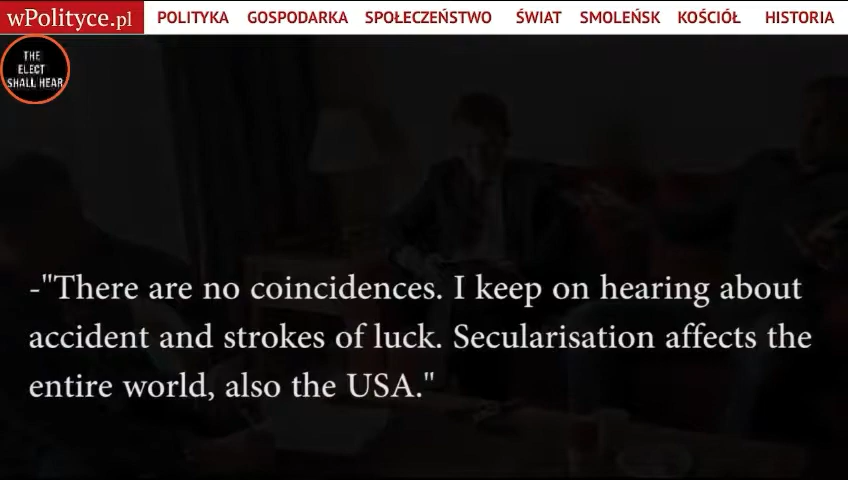 wPolityce.pl POLITYKA GOSPODARKA SPOŁECZEŃSTWO ŚWIAT SMOLEŃSK KOŚCIÓŁ HISTORIA
THE
ELECT
SHALL HEAR
-"There are no coincidences. I keep on hearing about
accident and strokes of luck. Secularisation affects the
entire world, also the USA."